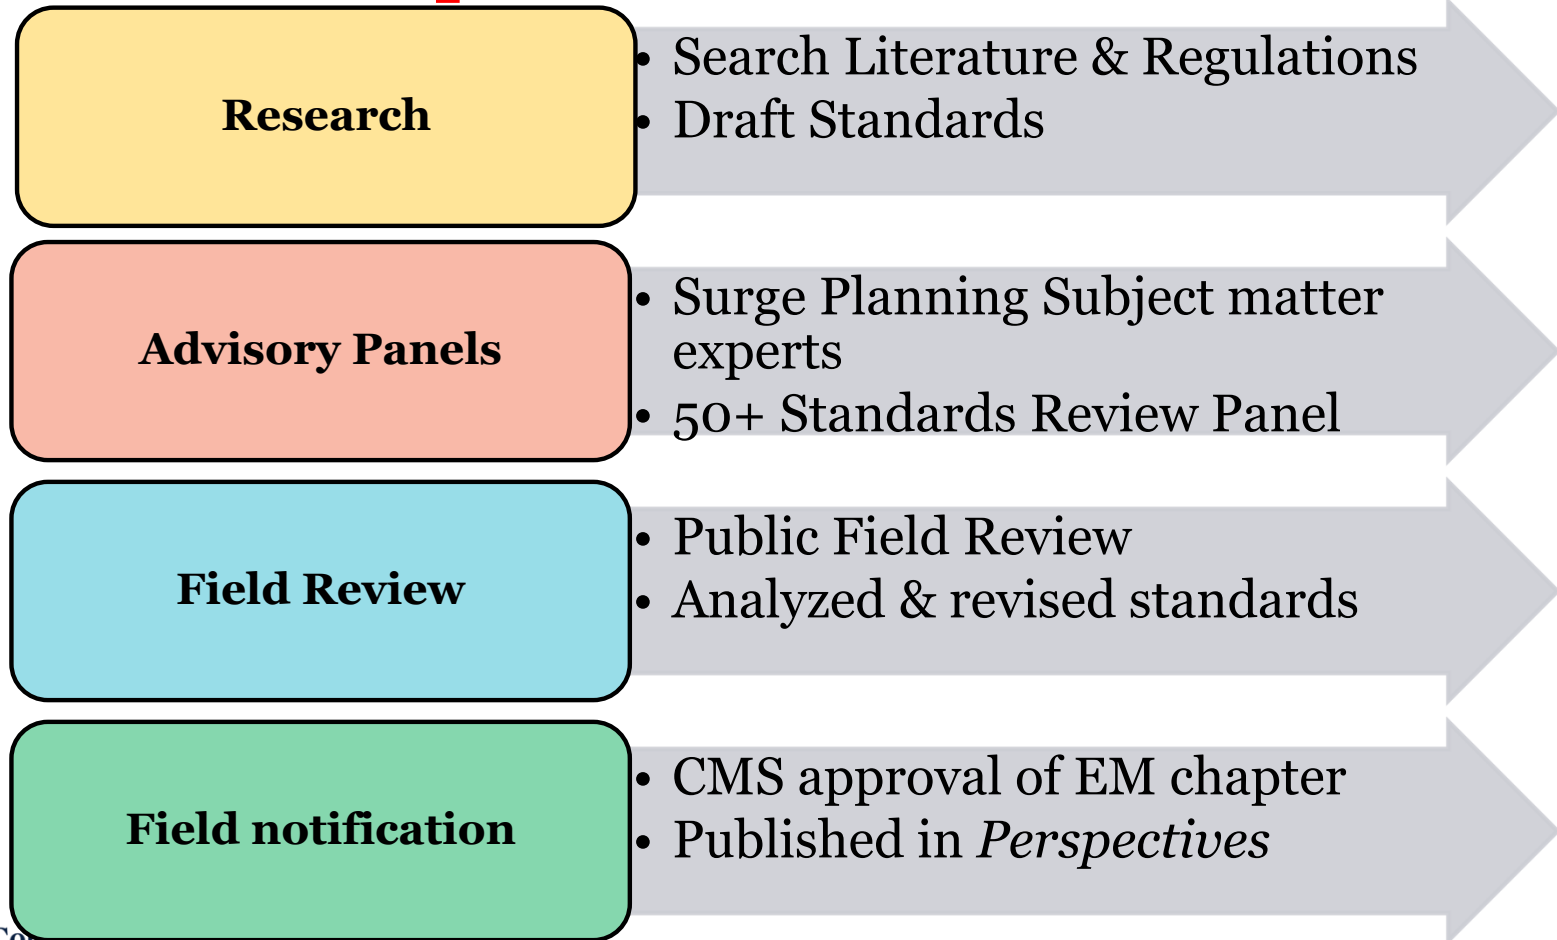 Research
• Search Literature & Regulations
• Draft Standards
Advisory Panels
• Surge Planning Subject matter
experts
• 50+ Standards Review Panel
Field Review
• Public Field Review
• Analyzed & revised standards
Field notification
• CMS approval of EM chapter
• Published in Perspectives